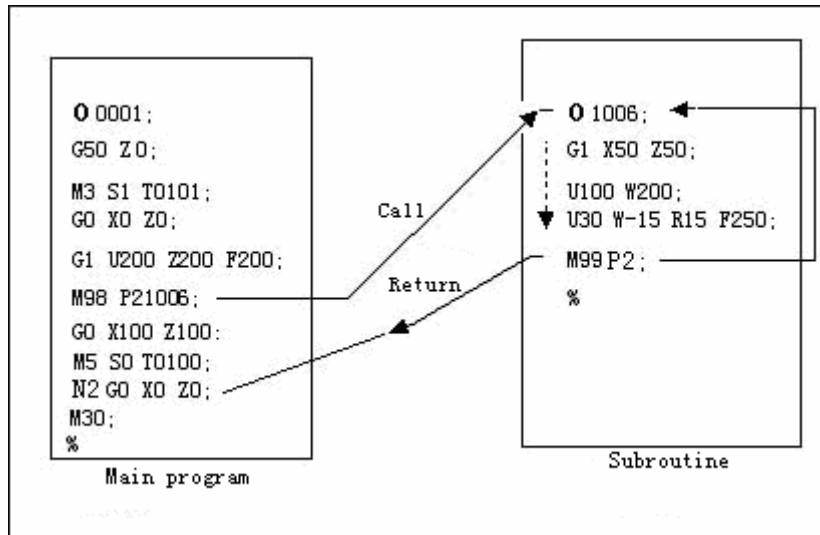 O 0001;
G50 Z0;
M3 S1 T0101;
G0 X0 Z0;
G1 U200 Z200 F200;
M98 P21006;
G0 X100 Z100:
M5 S0 T0100;
N2 G0 X0 Z0;
M30;
%
Main program
Call
Return
O 1006;
G1 X50 Z50;
U100 W200;
U30 W-15 R15 F250;
M99 P2;
%
Subroutine